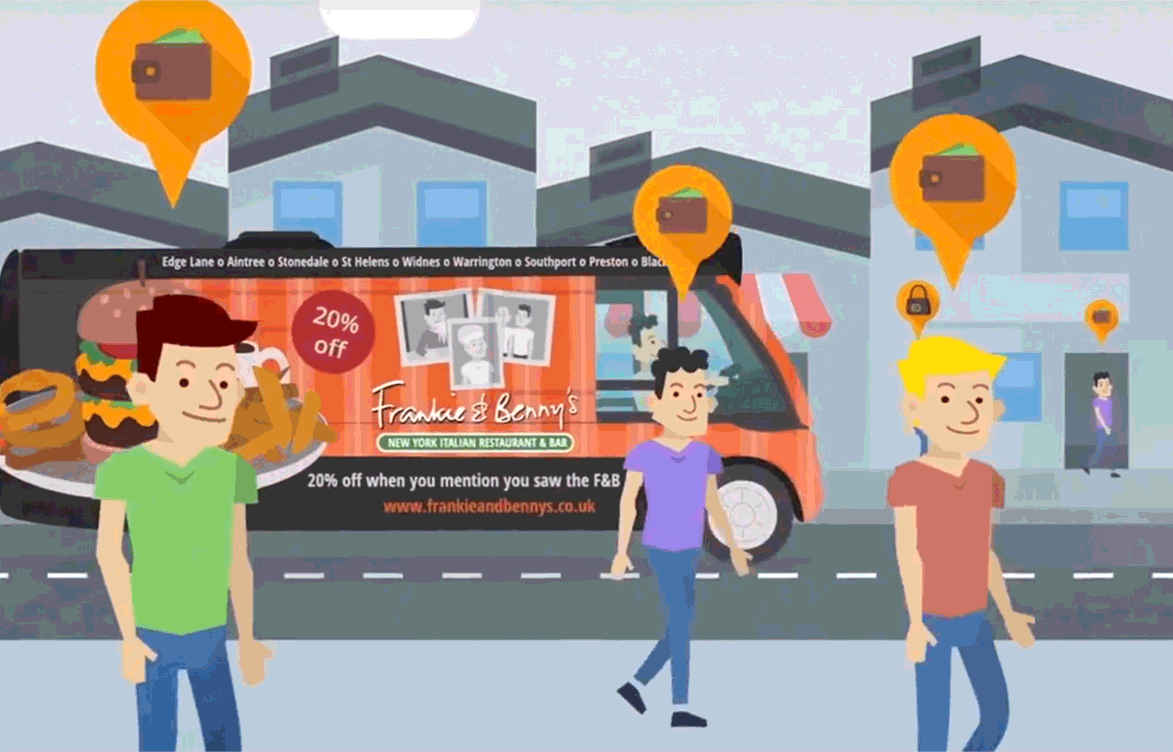 Edge Lane o Aintree o Stonedale o St Helens o Widnes o Warrington o Southport o Preston o
20%
off
Frankie & Benny's
NEW YORK ITALIAN RESTAURANT & BAR
20% off when you mention you saw the F&B
www.frankieandbennys.co.uk